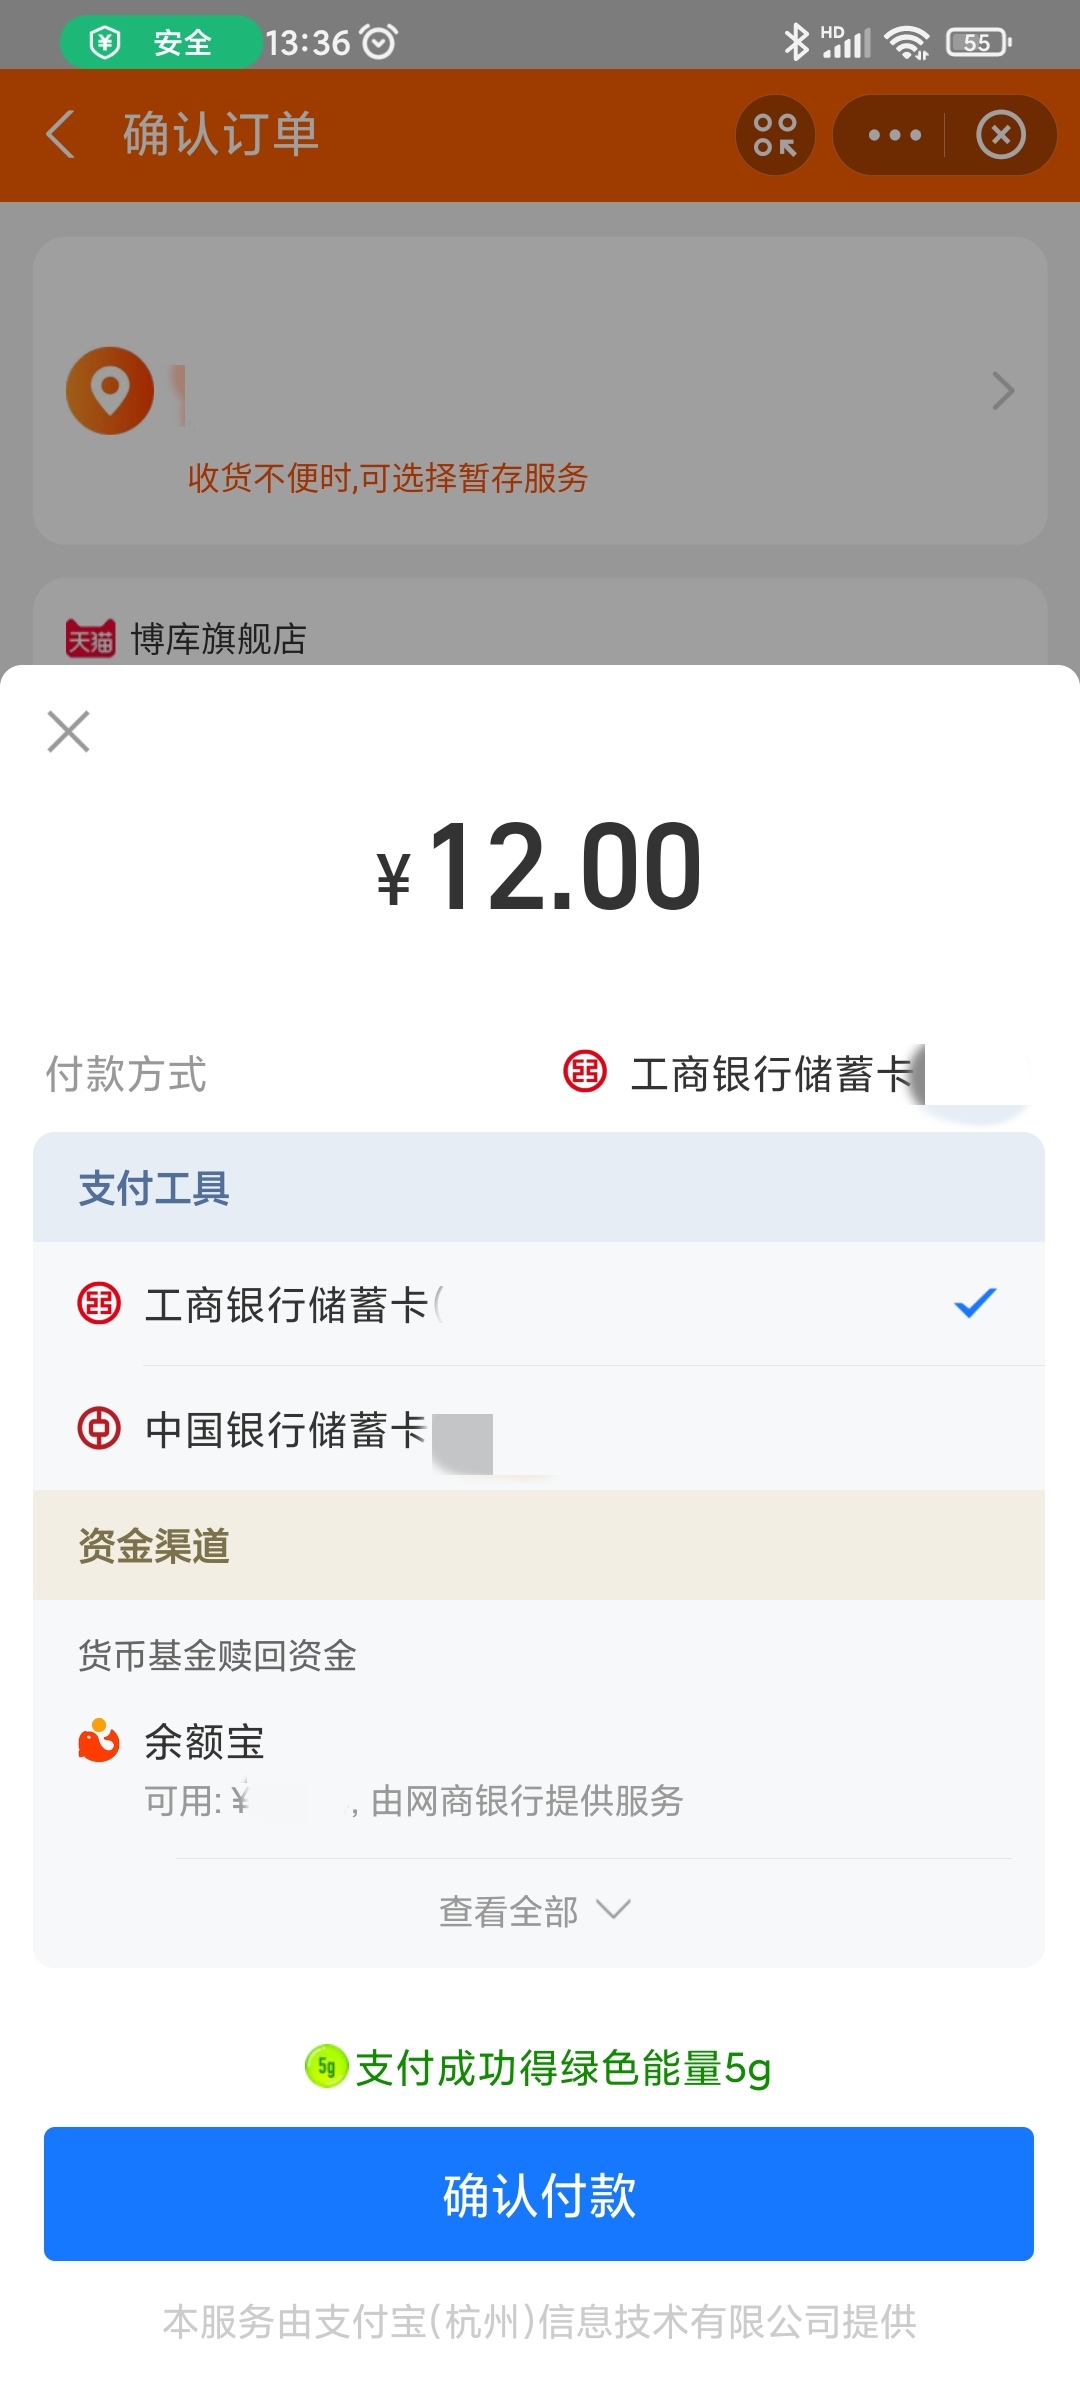 安全 13:36 HD 55
确认订单
收货不便时,可选择暂存服务
天猫 博库旗舰店
¥12.00
付款方式 工商银行储蓄卡
支付工具
工商银行储蓄卡(
中国银行储蓄卡
资金渠道
货币基金赎回资金
余额宝
可用: ¥ , 由网商银行提供服务
查看全部
5g 支付成功得绿色能量5g
确认付款
本服务由支付宝(杭州)信息技术有限公司提供